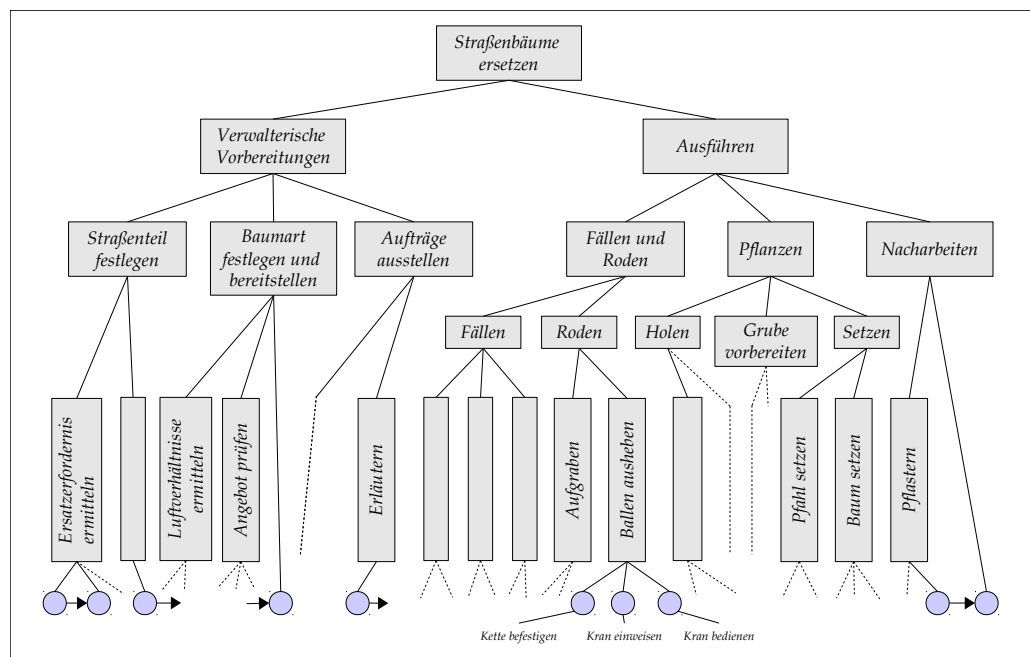 Straßenbäume
ersetzen
Verwalterische
Vorbereitungen
Ausführen
Straßenteil
festlegen
Baumart
festlegen und
bereitstellen
Aufträge
ausstellen
Fällen und
Roden
Pflanzen
Nacharbeiten
Fällen
Roden
Holen
Grube
vorbereiten
Setzen
Ersatzerfordernis
ermitteln
Luftverhältnisse
ermitteln
Angebot prüfen
Erläutern
Aufgraben
Ballen ausheben
Pfahl setzen
Baum setzen
Pflastern
Kette befestigen
Kran einweisen
Kran bedienen